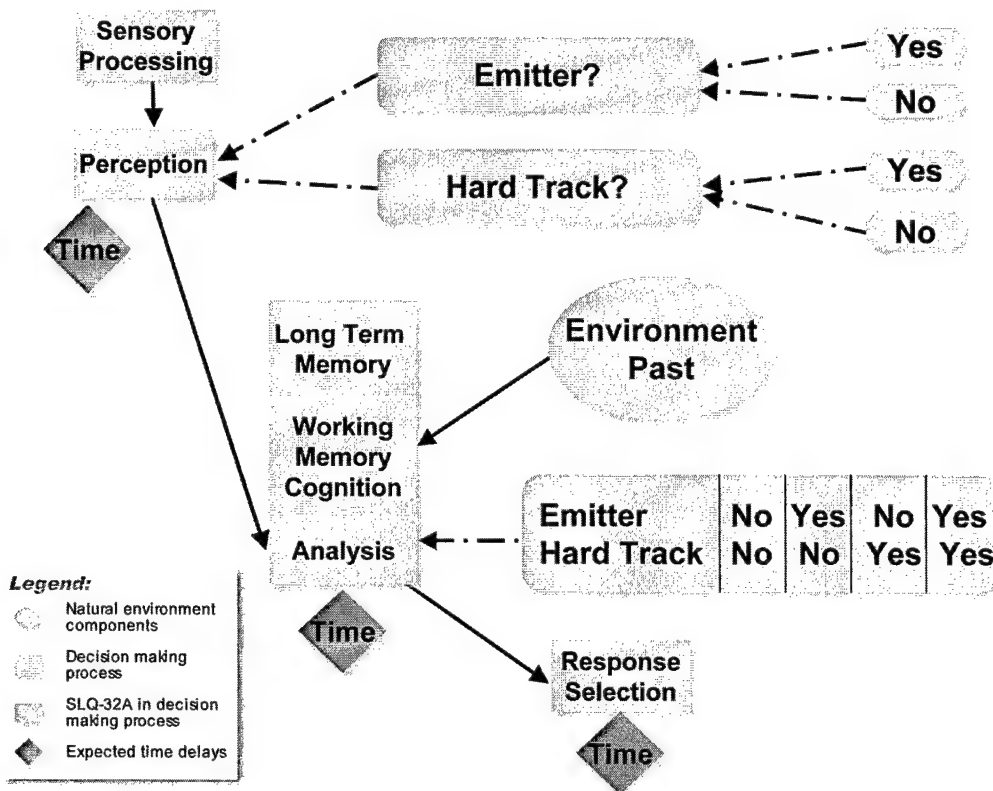 Sensory
Processing
Emitter?
Yes
No
Perception
Hard Track?
Yes
No
Time
Long Term
Memory
Working
Memory
Cognition
Analysis
Environment
Past
Emitter No Yes No Yes
Hard Track No No Yes Yes
Time
Response
Selection
Time
Legend:
Natural environment
components
Decision making
process
SLQ-32A in decision
making process
Expected time delays